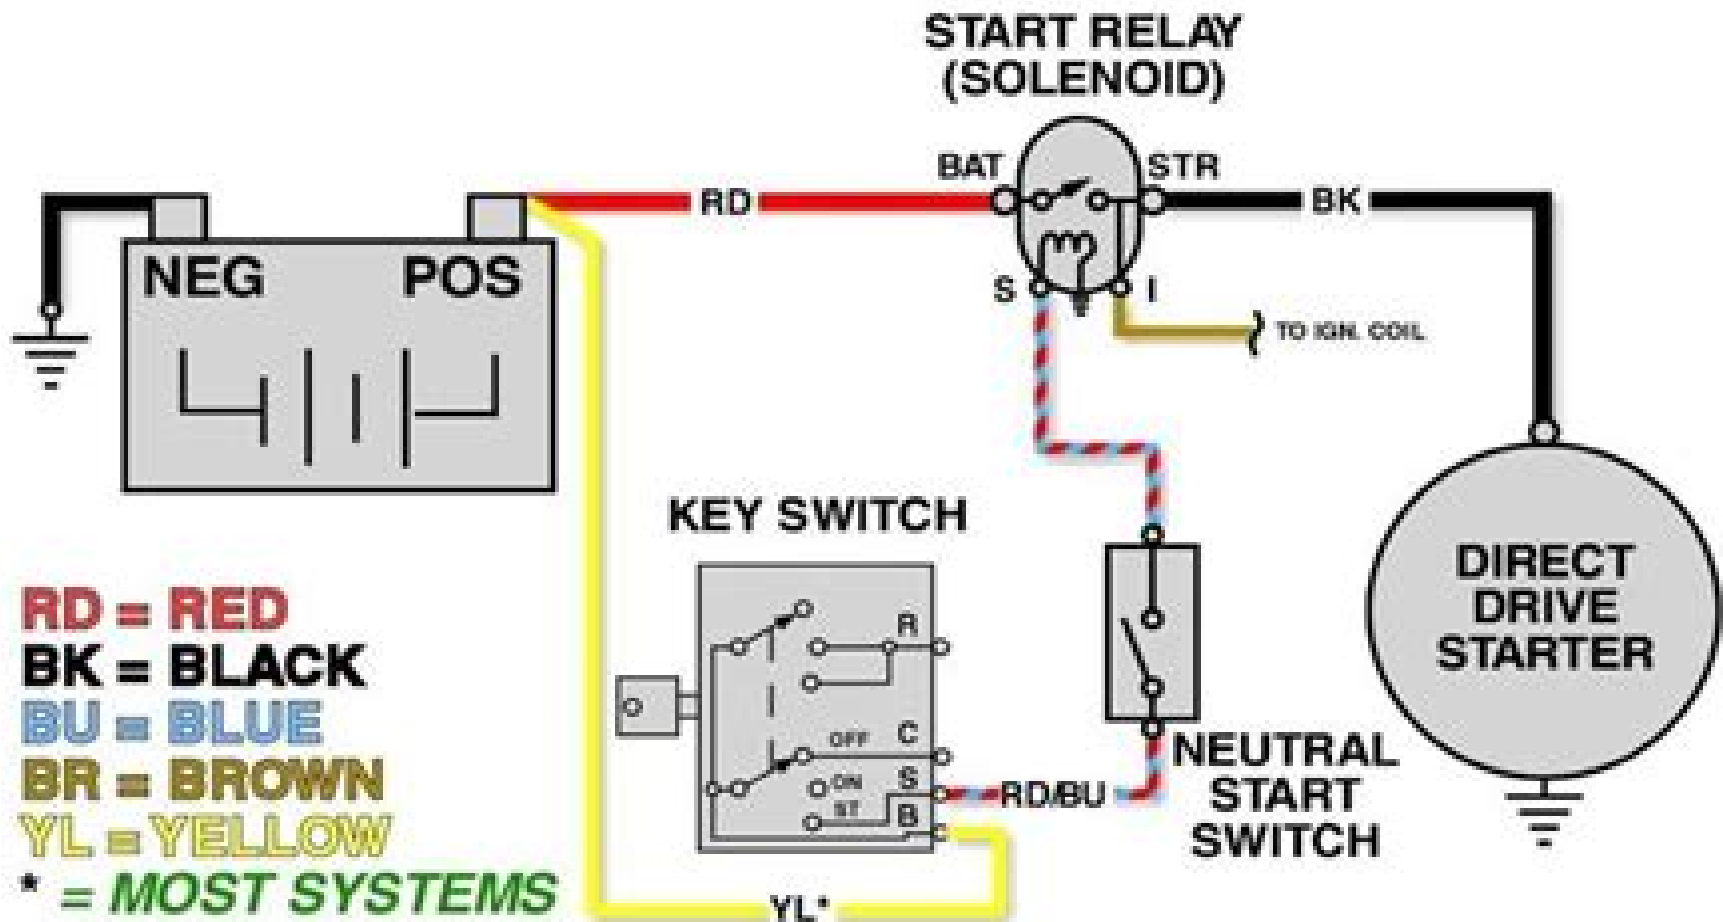 START RELAY
(SOLENOID)
BAT
STR
RD
BK
NEG
POS
S
I
TO IGN. COIL
KEY SWITCH
R
OFF
C
ON
S
ST
B
RD/BU
NEUTRAL
START
SWITCH
DIRECT
DRIVE
STARTER
RD = RED
BK = BLACK
BU = BLUE
BR = BROWN
YL = YELLOW
* = MOST SYSTEMS
YL*